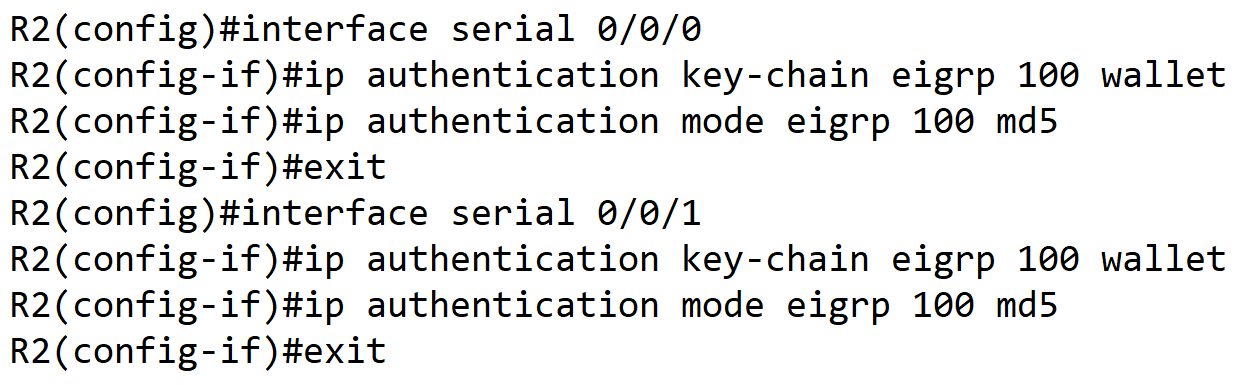 R2(config)#interface serial 0/0/0
R2(config-if)#ip authentication key-chain eigrp 100 wallet
R2(config-if)#ip authentication mode eigrp 100 md5
R2(config-if)#exit
R2(config)#interface serial 0/0/1
R2(config-if)#ip authentication key-chain eigrp 100 wallet
R2(config-if)#ip authentication mode eigrp 100 md5
R2(config-if)#exit